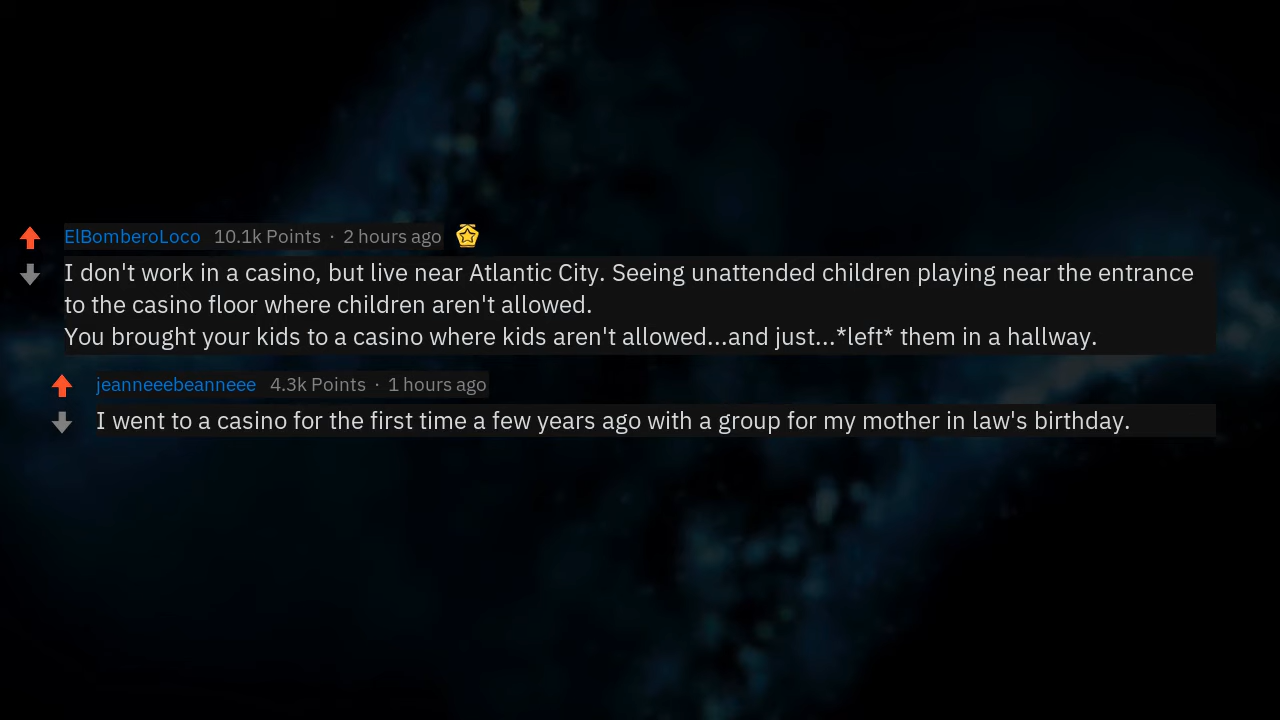 ElBomberoLoco 10.1k Points · 2 hours ago
I don't work in a casino, but live near Atlantic City. Seeing unattended children playing near the entrance
to the casino floor where children aren't allowed.
You brought your kids to a casino where kids aren't allowed...and just...*left* them in a hallway.
jeanneeebeanneee 4.3k Points · 1 hours ago
I went to a casino for the first time a few years ago with a group for my mother in law's birthday.